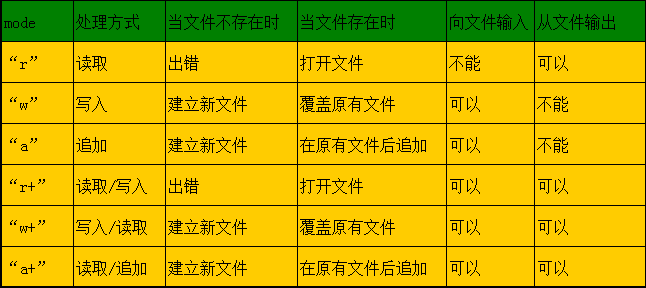 mode 处理方式 当文件不存在时 当文件存在时 向文件输入 从文件输出
“r” 读取 出错 打开文件 不能 可以
“w” 写入 建立新文件 覆盖原有文件 可以 不能
“a” 追加 建立新文件 在原有文件后追加 可以 不能
“r+” 读取/写入 出错 打开文件 可以 可以
“w+” 写入/读取 建立新文件 覆盖原有文件 可以 可以
“a+” 读取/追加 建立新文件 在原有文件后追加 可以 可以